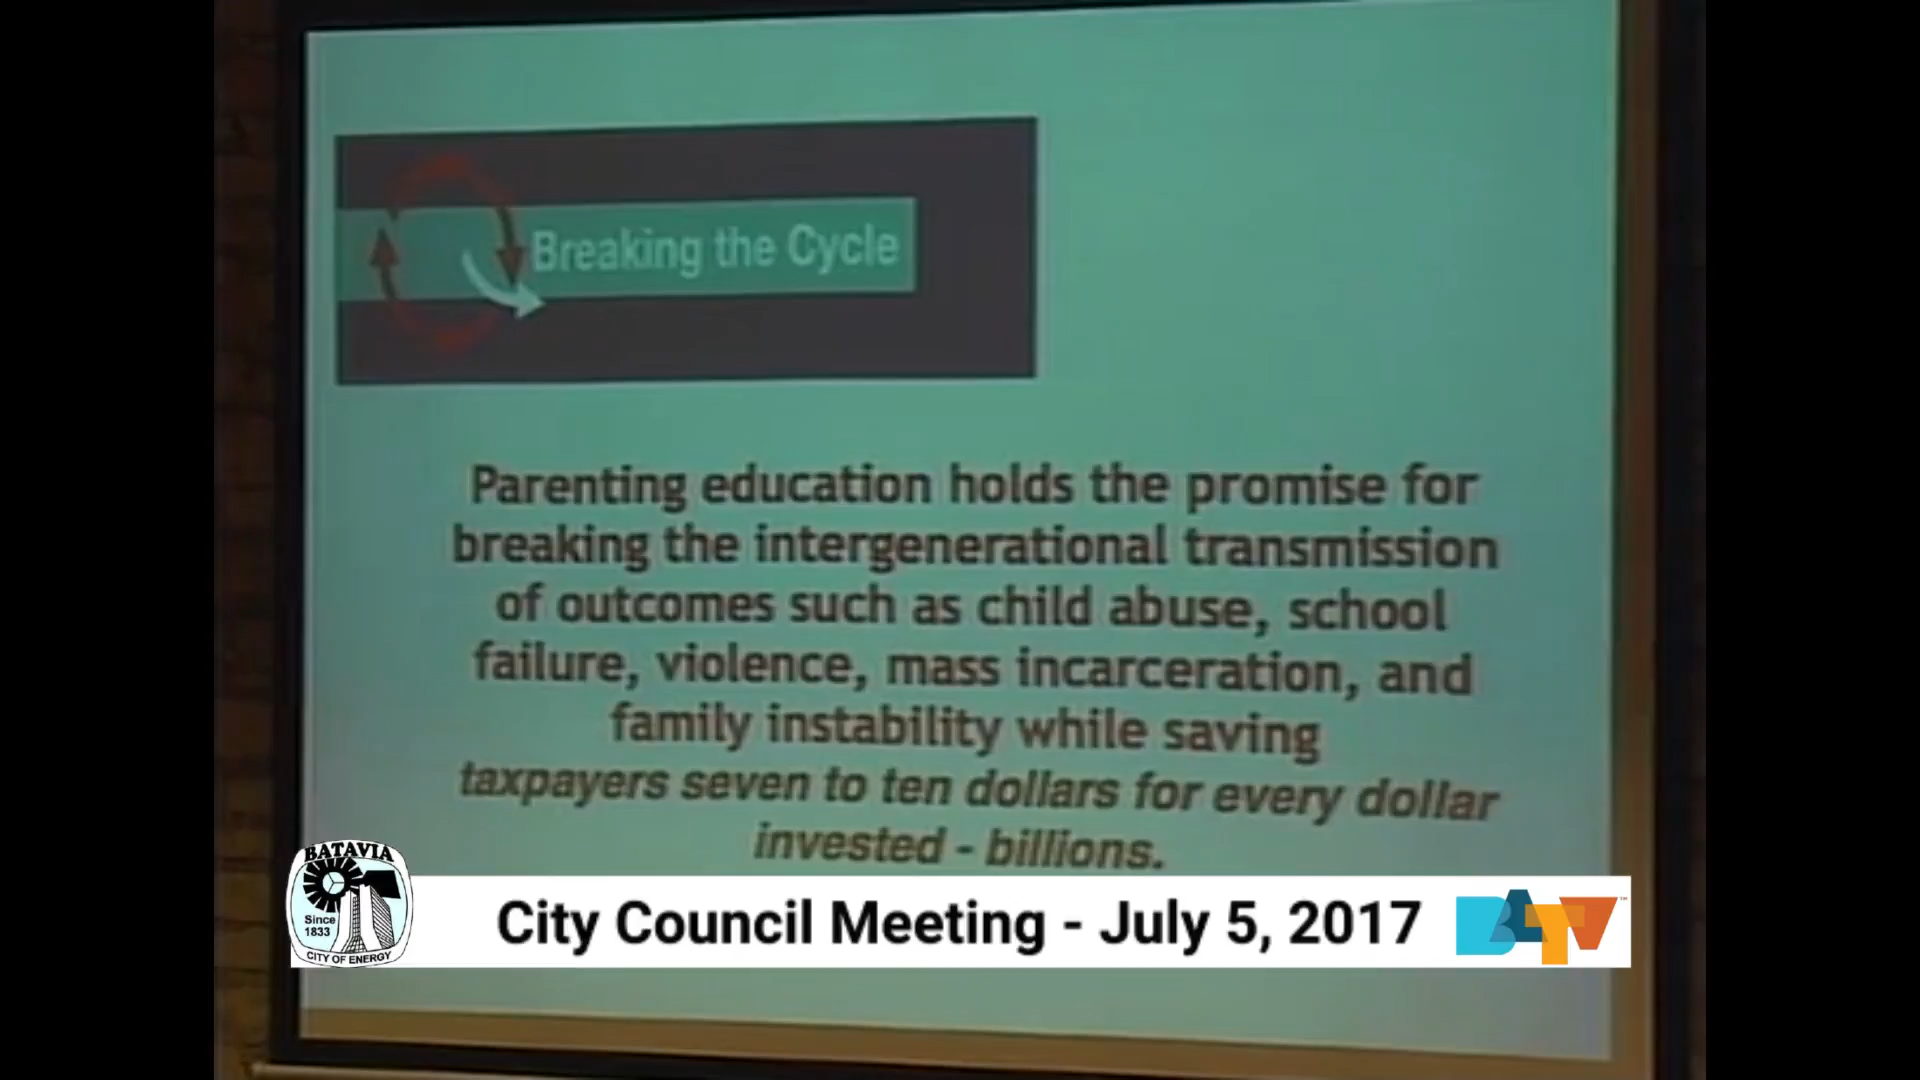 Breaking the Cycle
Parenting education holds the promise for
breaking the intergenerational transmission
of outcomes such as child abuse, school
failure, violence, mass incarceration, and
family instability while saving
taxpayers seven to ten dollars for every dollar
invested - billions.
BATAVIA
Since
1833
CITY OF ENERGY
City Council Meeting - July 5, 2017
BATV™